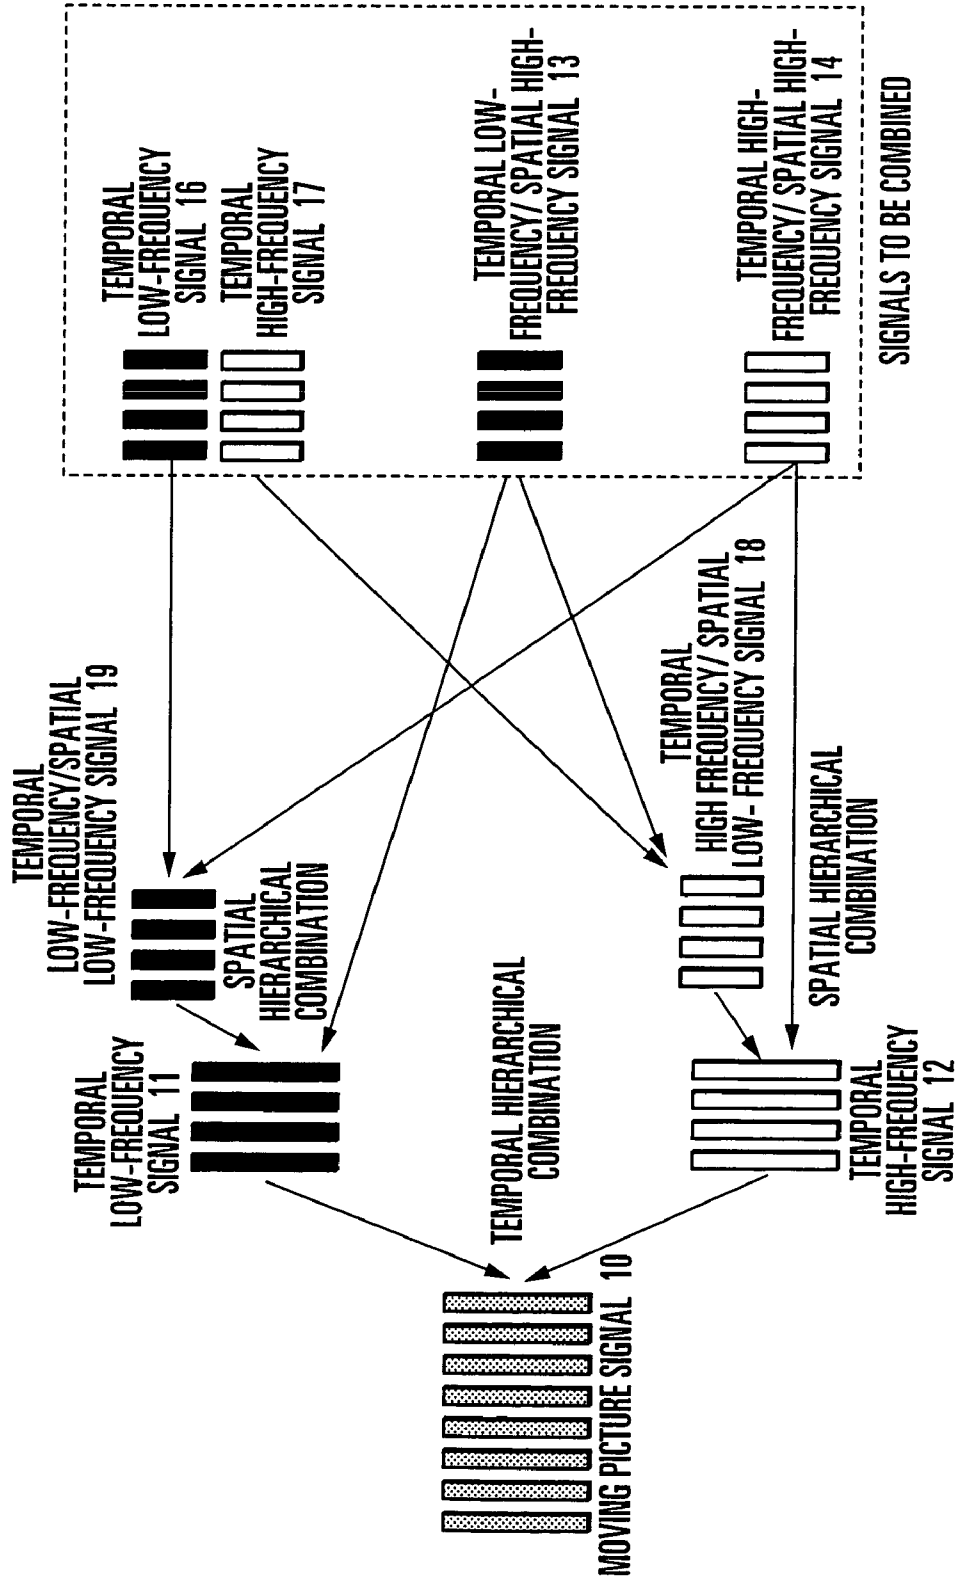 TEMPORAL
LOW-FREQUENCY/SPATIAL
LOW-FREQUENCY SIGNAL 19
TEMPORAL
LOW-FREQUENCY
SIGNAL 11
SPATIAL
HIERARCHICAL
COMBINATION
TEMPORAL
LOW-FREQUENCY
SIGNAL 16
TEMPORAL
HIGH-FREQUENCY
SIGNAL 17
MOVING PICTURE SIGNAL 10
TEMPORAL HIERARCHICAL
COMBINATION
TEMPORAL LOW-
FREQUENCY/ SPATIAL HIGH-
FREQUENCY SIGNAL 13
TEMPORAL
HIGH FREQUENCY/ SPATIAL
LOW- FREQUENCY SIGNAL 18
TEMPORAL HIGH-
FREQUENCY/ SPATIAL HIGH-
FREQUENCY SIGNAL 14
SPATIAL HIERARCHICAL
COMBINATION
TEMPORAL
HIGH-FREQUENCY
SIGNAL 12
SIGNALS TO BE COMBINED